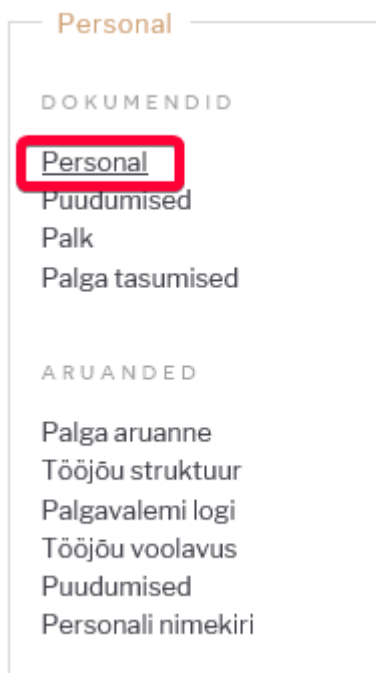 Personal
DOKUMENDID
Personal
Puudumised
Palk
Palga tasumised
ARUANDED
Palga aruanne
Tööjõu struktuur
Palgavalemi logi
Tööjõu voolavus
Puudumised
Personali nimekiri